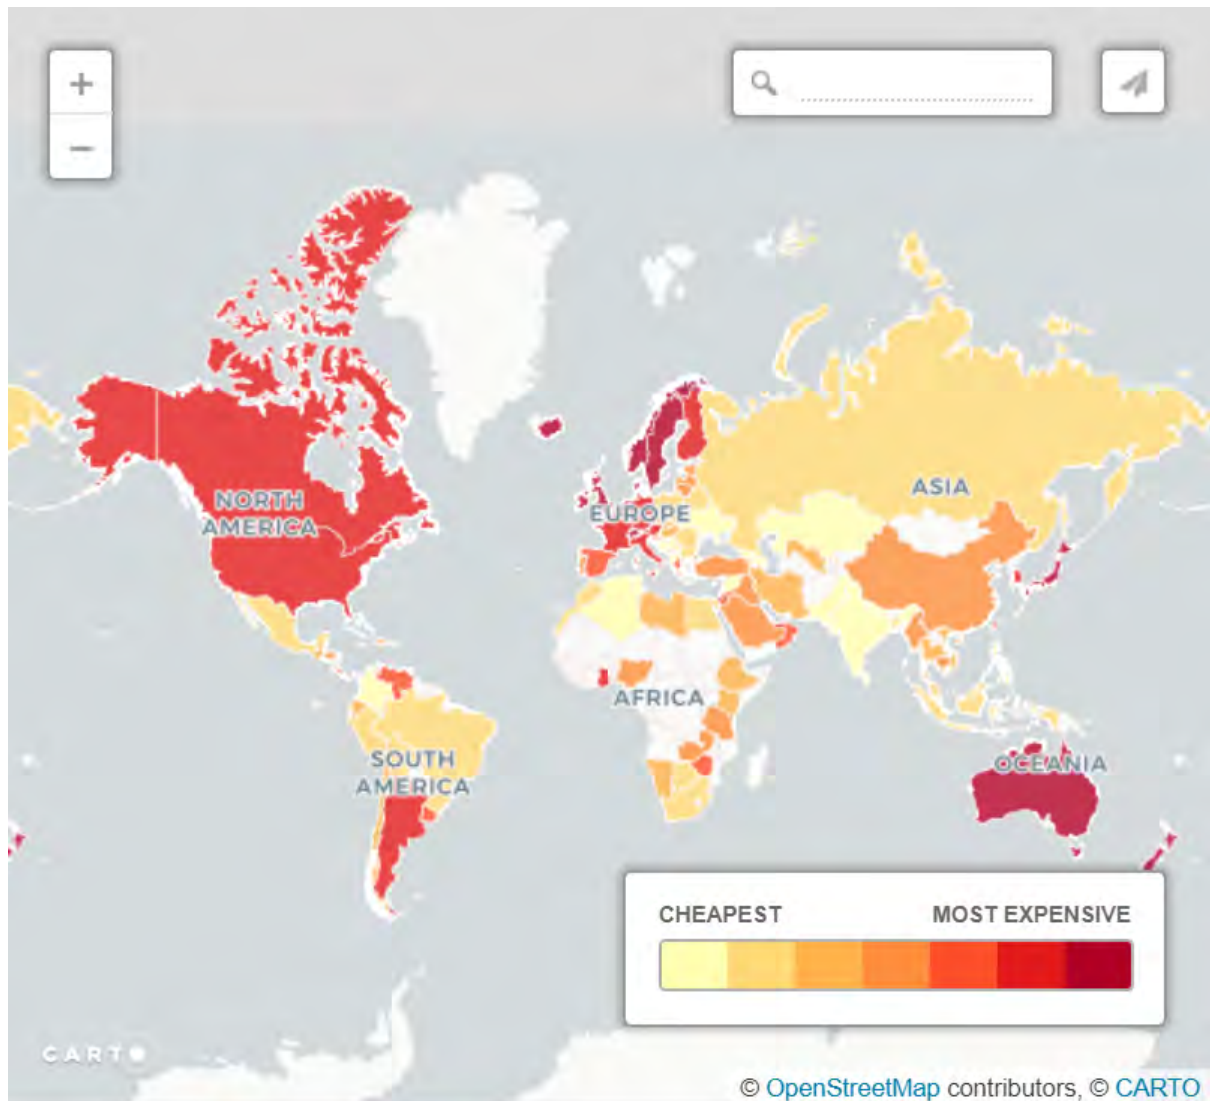 +
−
NORTH
AMERICA
EUROPE
ASIA
AFRICA
SOUTH
AMERICA
OCEANIA
CHEAPEST MOST EXPENSIVE
CARTO
© OpenStreetMap contributors, © CARTO